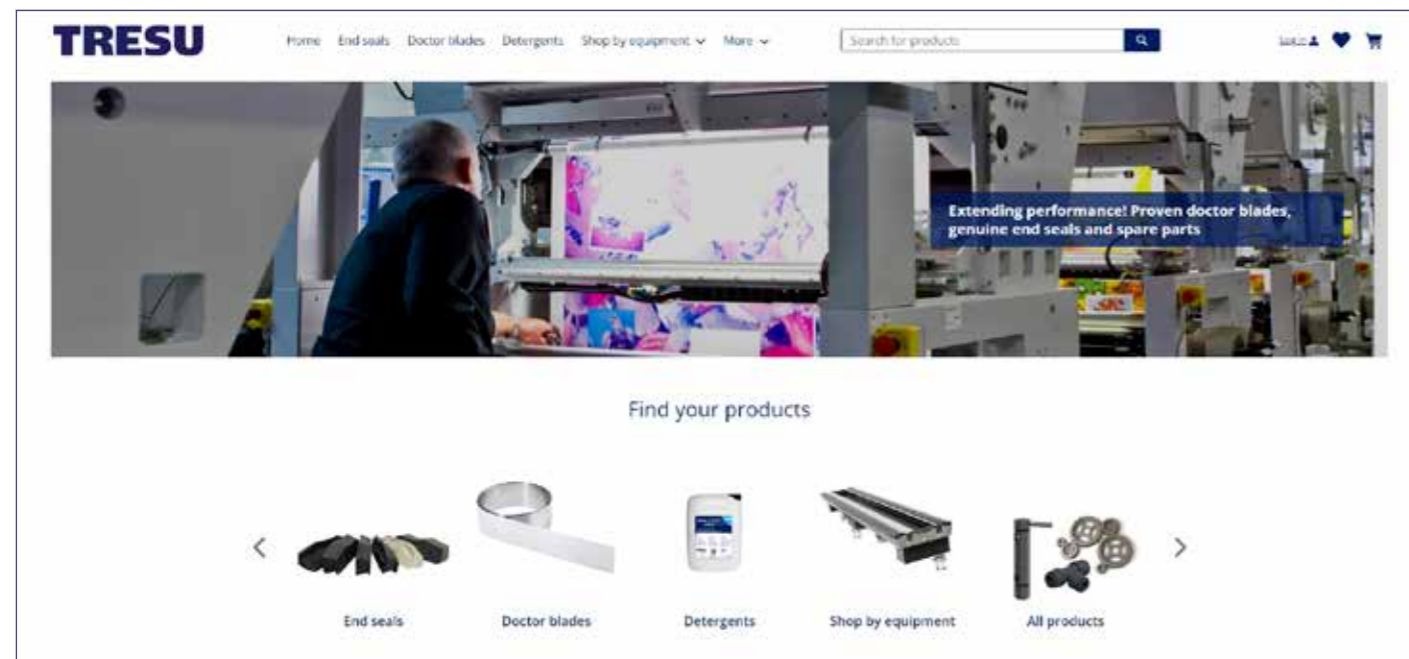 TRESU
Home End seals Doctor blades Detergents Shop by equipment More
Search for products
Extending performance! Proven doctor blades,
genuine end seals and spare parts
Find your products
End seals
Doctor blades
Detergents
Shop by equipment
All products